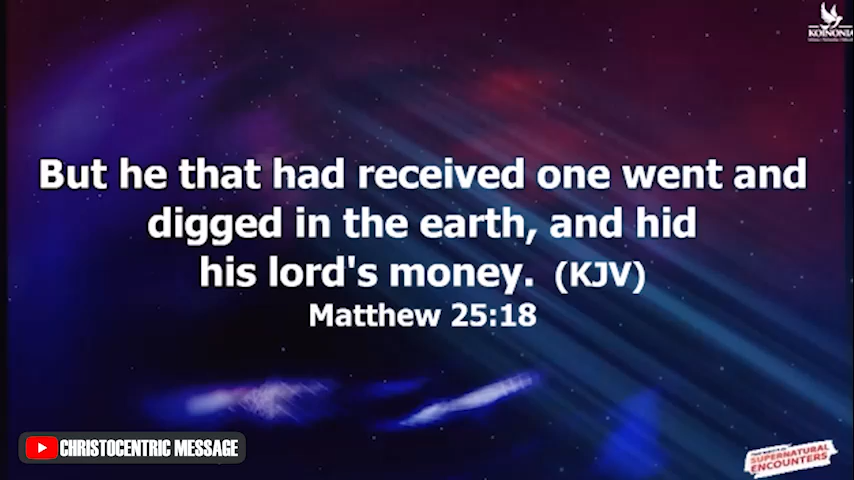 KOINONIA
But he that had received one went and
digged in the earth, and hid
his lord's money. (KJV)
Matthew 25:18
CHRISTOCENTRIC MESSAGE
SUPERNATURAL
ENCOUNTERS